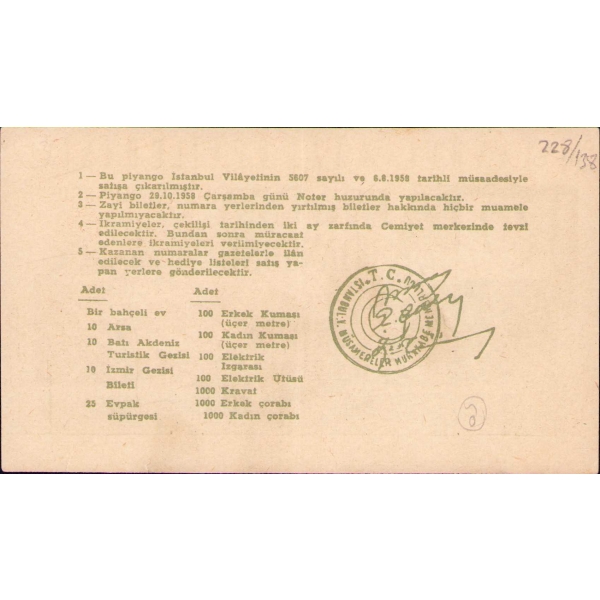 228/138
1 — Bu piyango Istanbul Vilâyetinin 5607 sayılı ve 6.8.1958 tarihli müsaadesiyle
satışa çıkarılmıştır.
2 — Piyango 29.10.1958 Çarşamba günü Noter huzurunda yapılacaktır.
3 — Zayi biletler, numara yerlerinden yırtılmış biletler hakkında hiçbir muamele
yapılmıyacaktır.
4 — Ikramiyeler, çekilişi tarihinden iki ay zarfında Cemiyet merkezinde tevzi
edilecektir. Bundan sonra müracaat
edenlere ikramiyeleri verilmiyecektir.
5 — Kazanan numaralar gazetelerle ilân
edilecek ve hediye listeleri satış ya-
pan yerlere gönderilecektir.
Adet Adet
Bir bahçeli ev
10 Arsa
10 Batı Akdeniz
Turistik Gezisi
10 İzmir Gezisi
Bileti
25 Evpak
süpürgesi
100 Erkek Kuması
(üçer metre)
100 Kadın Kuması
(üçer metre)
100 Elektrik
Izgarası
100 Elektrik Ütüsü
1000 Kravat
1000 Erkek çorabı
1000 Kadın çorabı
T. C.
ISTANBUL